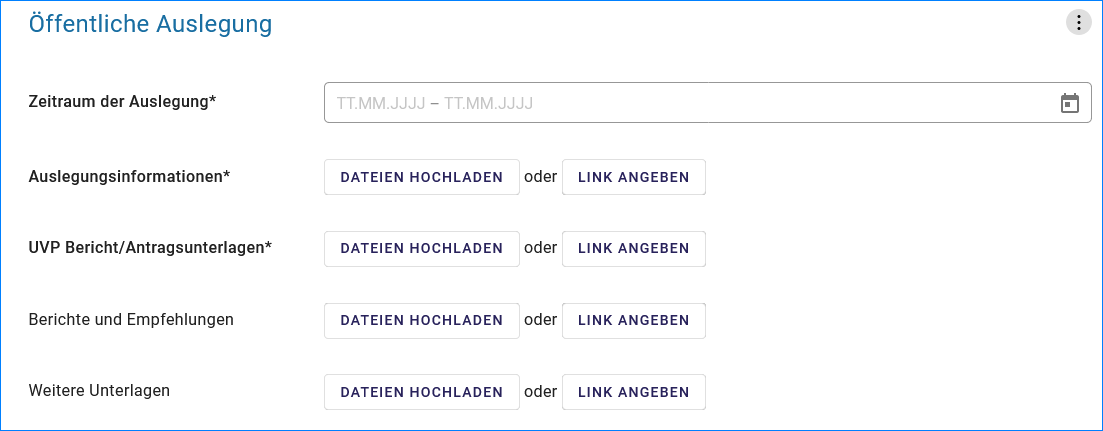 Öffentliche Auslegung
Zeitraum der Auslegung* TT.MM.JJJJ – TT.MM.JJJJ
Auslegungsinformationen* DATEIEN HOCHLADEN oder LINK ANGEBEN
UVP Bericht/Antragsunterlagen* DATEIEN HOCHLADEN oder LINK ANGEBEN
Berichte und Empfehlungen DATEIEN HOCHLADEN oder LINK ANGEBEN
Weitere Unterlagen DATEIEN HOCHLADEN oder LINK ANGEBEN